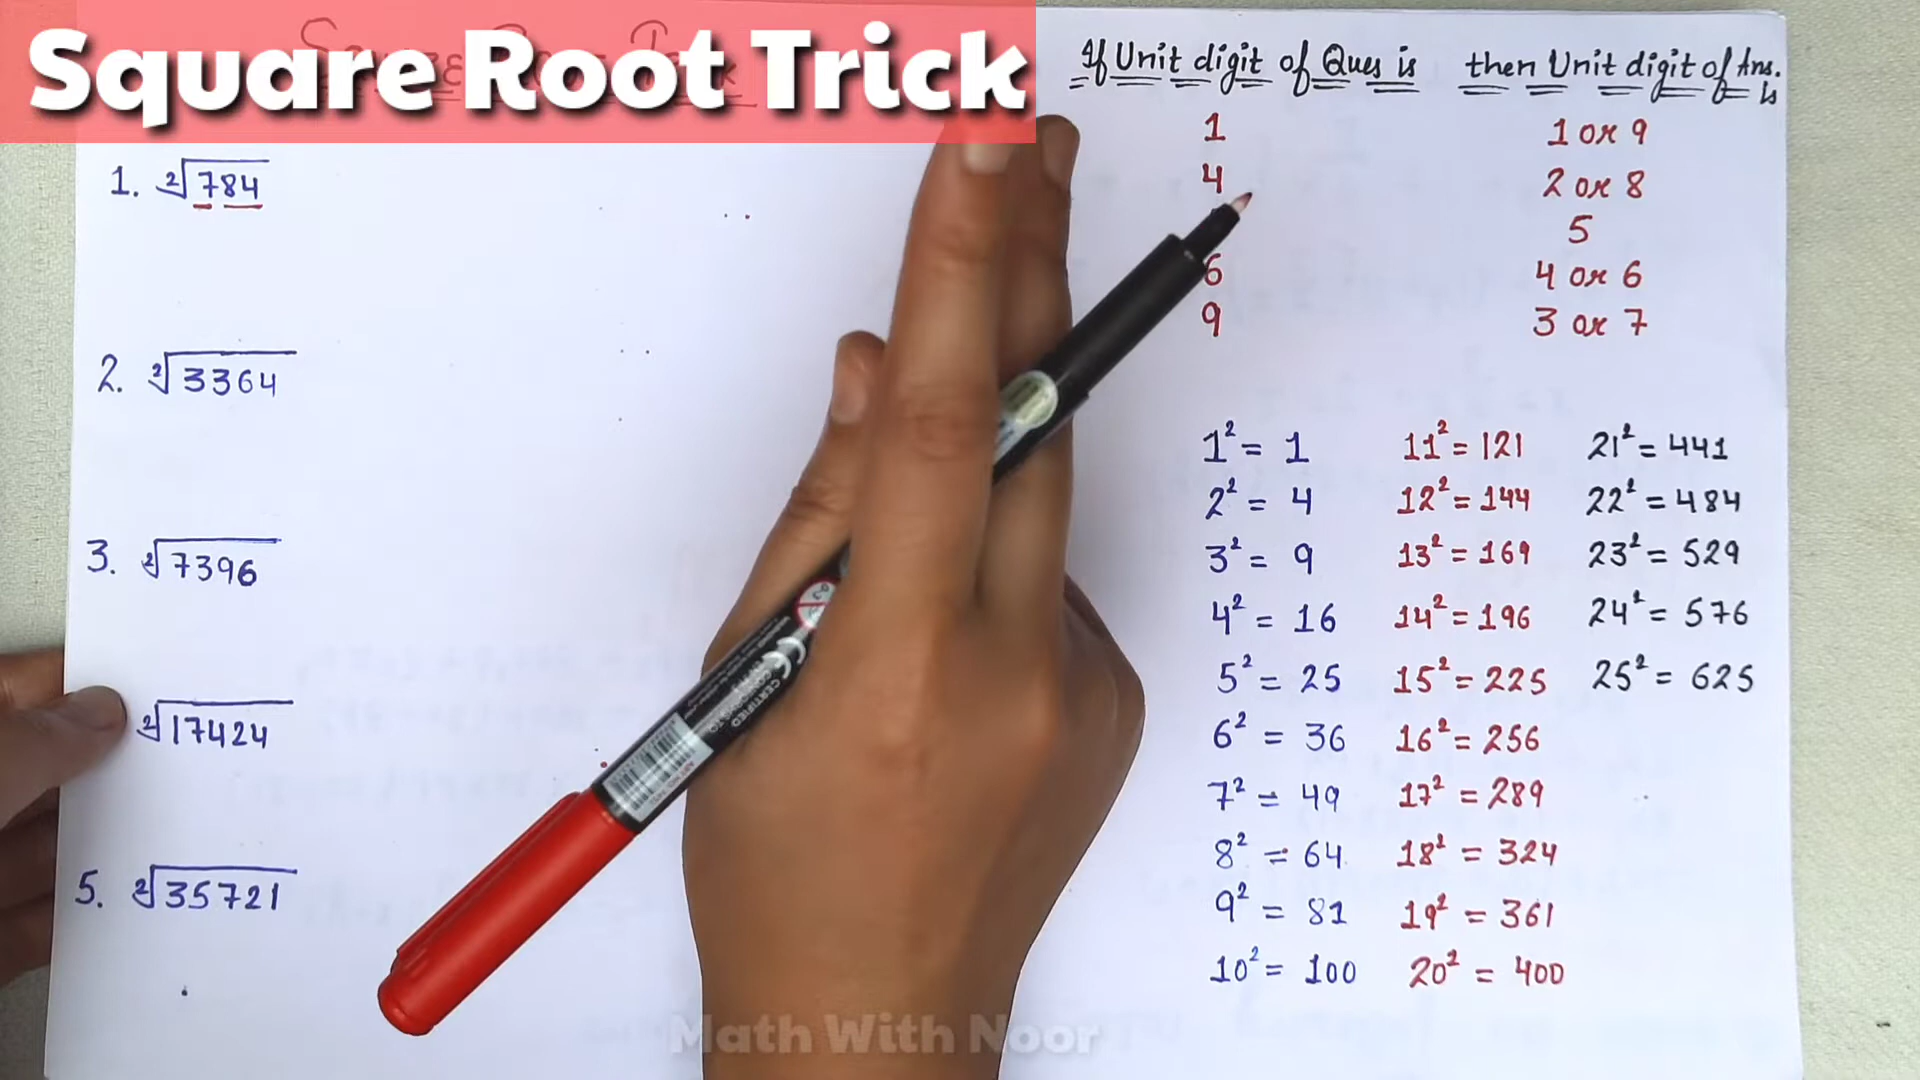 Square Root Trick
1. ²√784
2. ²√3364
3. ²√7396
²√17424
5. ²√35721
If Unit digit of Ques is then Unit digit of Ans. is
1 1 or 9
4 2 or 8
5
6 4 or 6
9 3 or 7
1² = 1 11² = 121 21² = 441
2² = 4 12² = 144 22² = 484
3² = 9 13² = 169 23² = 529
4² = 16 14² = 196 24² = 576
5² = 25 15² = 225 25² = 625
6² = 36 16² = 256
7² = 49 17² = 289
8² = 64 18² = 324
9² = 81 19² = 361
10² = 100 20² = 400
CERTIFIED
Math With Noor